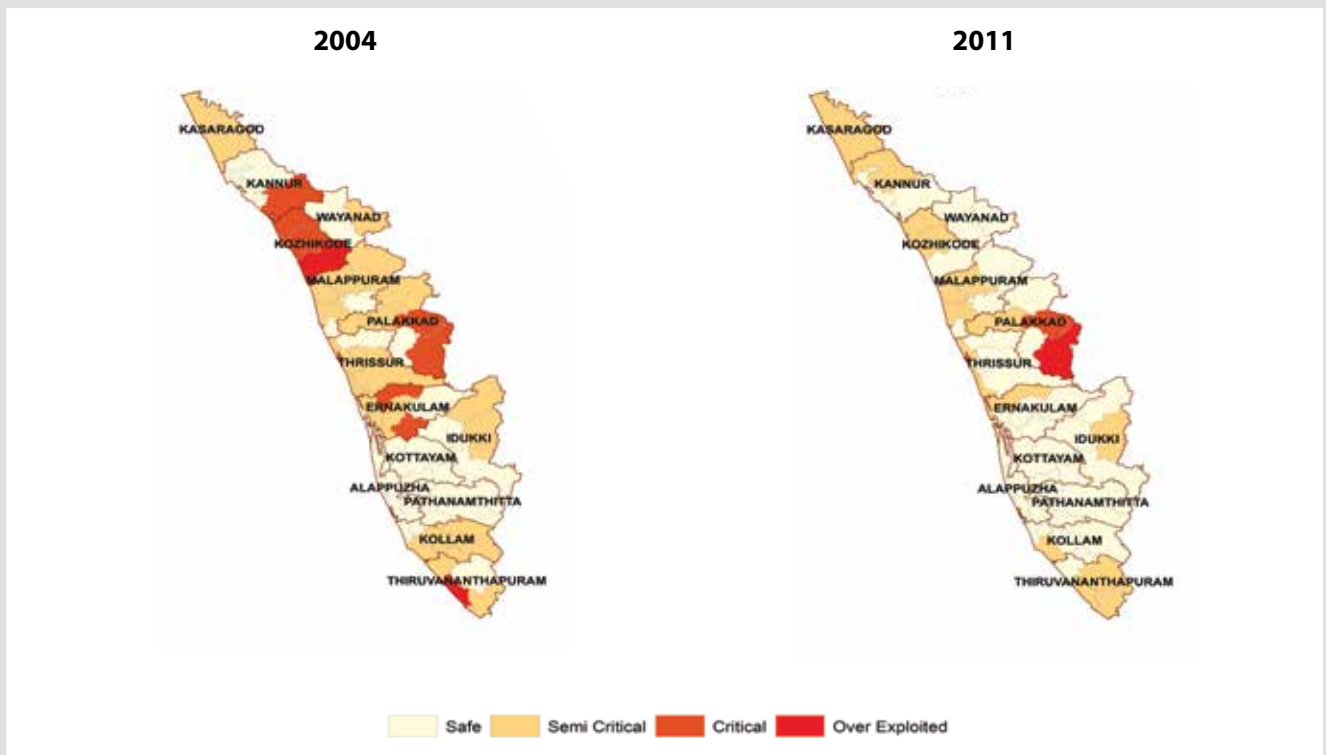 2004
2011
KASARAGOD
KANNUR
WAYANAD
KOZHIKODE
MALAPPURAM
PALAKKAD
THRISSUR
ERNAKULAM
IDUKKI
KOTTAYAM
ALAPPUZHA
PATHANAMTHITTA
KOLLAM
THIRUVANANTHAPURAM
KASARAGOD
KANNUR
WAYANAD
KOZHIKODE
MALAPPURAM
PALAKKAD
THRISSUR
ERNAKULAM
IDUKKI
KOTTAYAM
ALAPPUZHA
PATHANAMTHITTA
KOLLAM
THIRUVANANTHAPURAM
Safe Semi Critical Critical Over Exploited